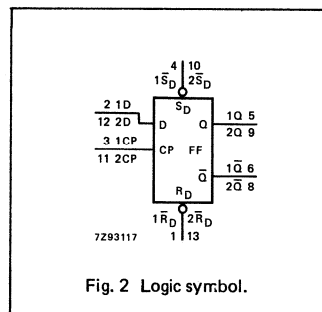 4 10
1S̅D 2S̅D
SD
2 1D
12 2D
D Q
1Q 5
2Q 9
3 1CP
11 2CP
CP FF
Q̅
1Q̅ 6
2Q̅ 8
RD
1R̅D 2R̅D
7Z93117
1 13
Fig. 2 Logic symbol.